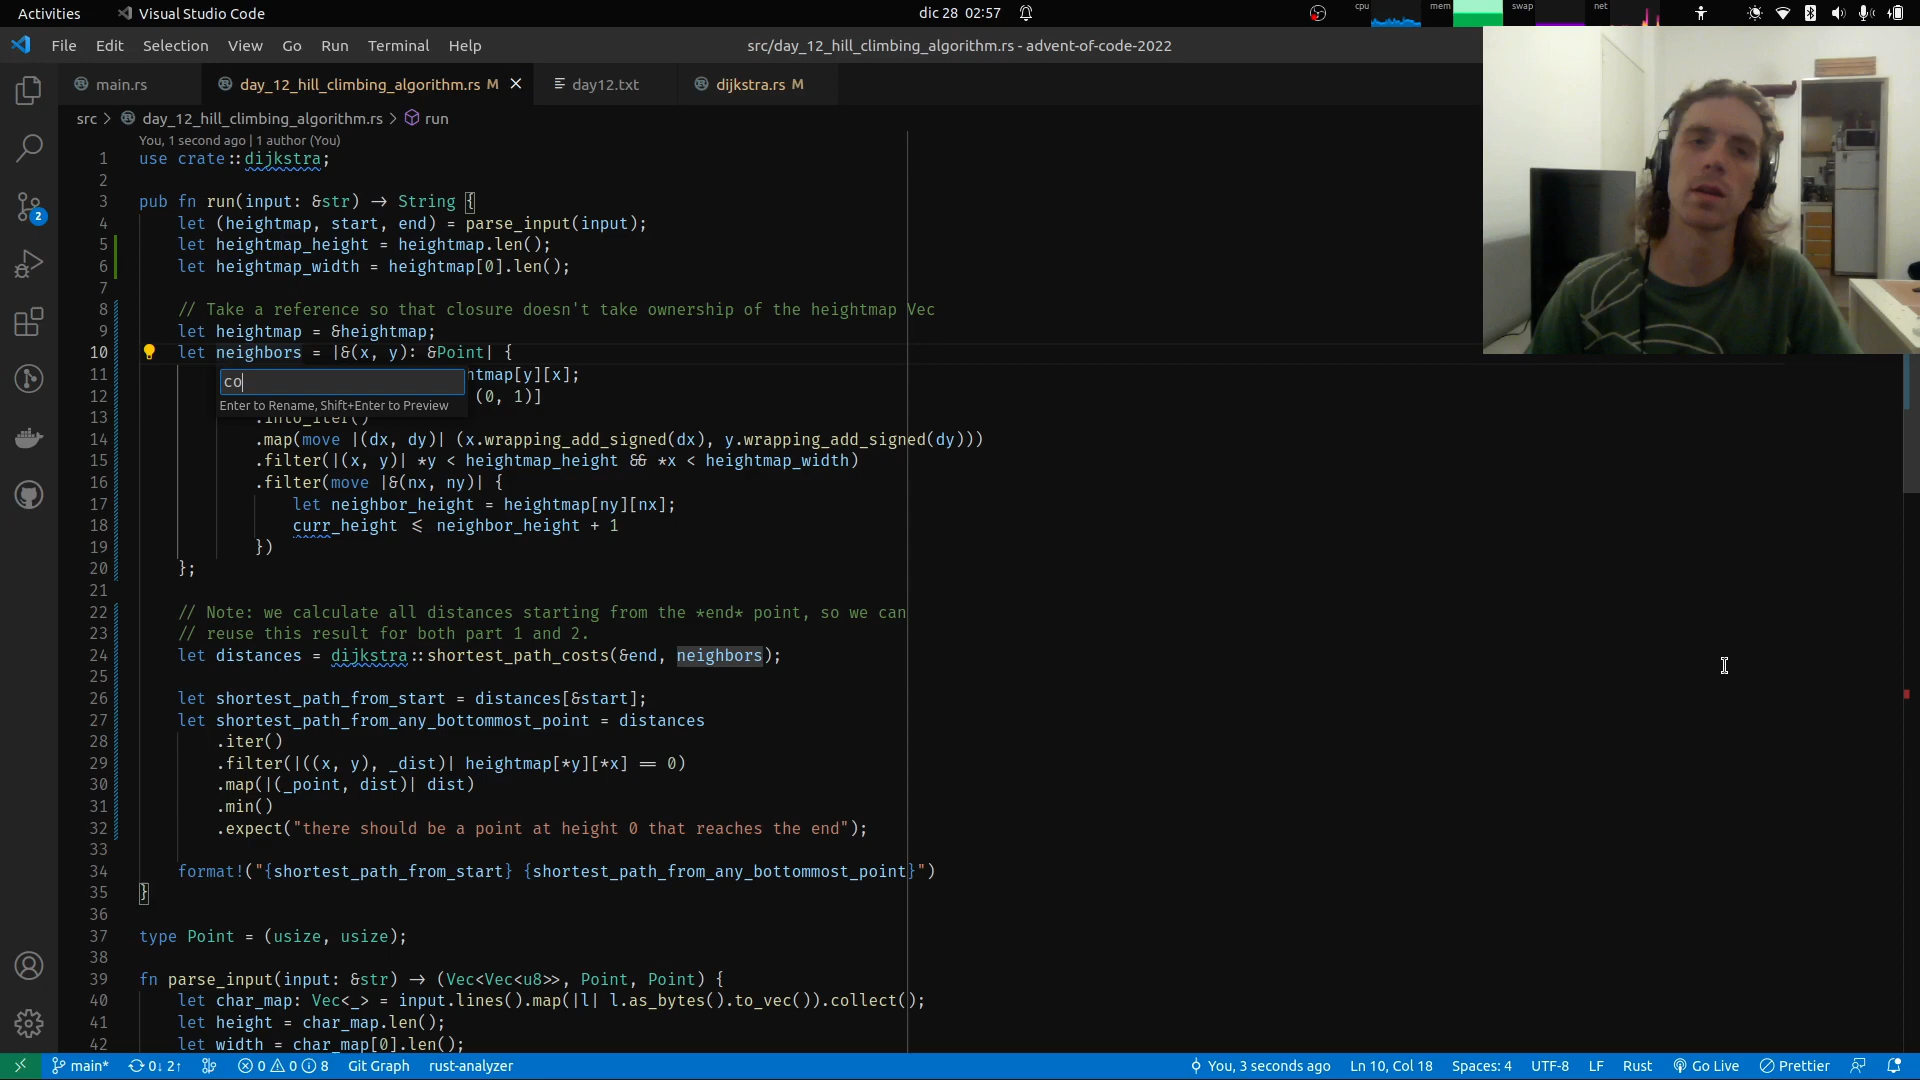 Activities
Visual Studio Code
dic 28 02:57
cpu
mem
swap
net
File Edit Selection View Go Run Terminal Help
src/day_12_hill_climbing_algorithm.rs - advent-of-code-2022
main.rs
day_12_hill_climbing_algorithm.rs M
day12.txt
dijkstra.rs M
src > day_12_hill_climbing_algorithm.rs > run
You, 1 second ago | 1 author (You)
1 use crate::dijkstra;
2
3 pub fn run(input: &str) -> String {
4 let (heightmap, start, end) = parse_input(input);
5 let heightmap_height = heightmap.len();
6 let heightmap_width = heightmap[0].len();
7
8 // Take a reference so that closure doesn't take ownership of the heightmap Vec
9 let heightmap = &heightmap;
10 let neighbors = |&(x, y): &Point| {
11 htmap[y][x];
co
12 (0, 1)]
Enter to Rename, Shift+Enter to Preview
13 .into_iter()
14 .map(move |(dx, dy)| (x.wrapping_add_signed(dx), y.wrapping_add_signed(dy)))
15 .filter(|(x, y)| *y < heightmap_height && *x < heightmap_width)
16 .filter(move |&(nx, ny)| {
17 let neighbor_height = heightmap[ny][nx];
18 curr_height <= neighbor_height + 1
19 })
20 };
21
22 // Note: we calculate all distances starting from the *end* point, so we can
23 // reuse this result for both part 1 and 2.
24 let distances = dijkstra::shortest_path_costs(&end, neighbors);
25
26 let shortest_path_from_start = distances[&start];
27 let shortest_path_from_any_bottommost_point = distances
28 .iter()
29 .filter(|((x, y), _dist)| heightmap[*y][*x] == 0)
30 .map(|(_point, dist)| dist)
31 .min()
32 .expect("there should be a point at height 0 that reaches the end");
33
34 format!("{shortest_path_from_start} {shortest_path_from_any_bottommost_point}")
35 }
36
37 type Point = (usize, usize);
38
39 fn parse_input(input: &str) -> (Vec<Vec<u8>>, Point, Point) {
40 let char_map: Vec<_> = input.lines().map(|l| l.as_bytes().to_vec()).collect();
41 let height = char_map.len();
42 let width = char_map[0].len();
2
main* 0↓ 2↑ 0 0 8 Git Graph rust-analyzer
You, 3 seconds ago Ln 10, Col 18 Spaces: 4 UTF-8 LF Rust Go Live Prettier